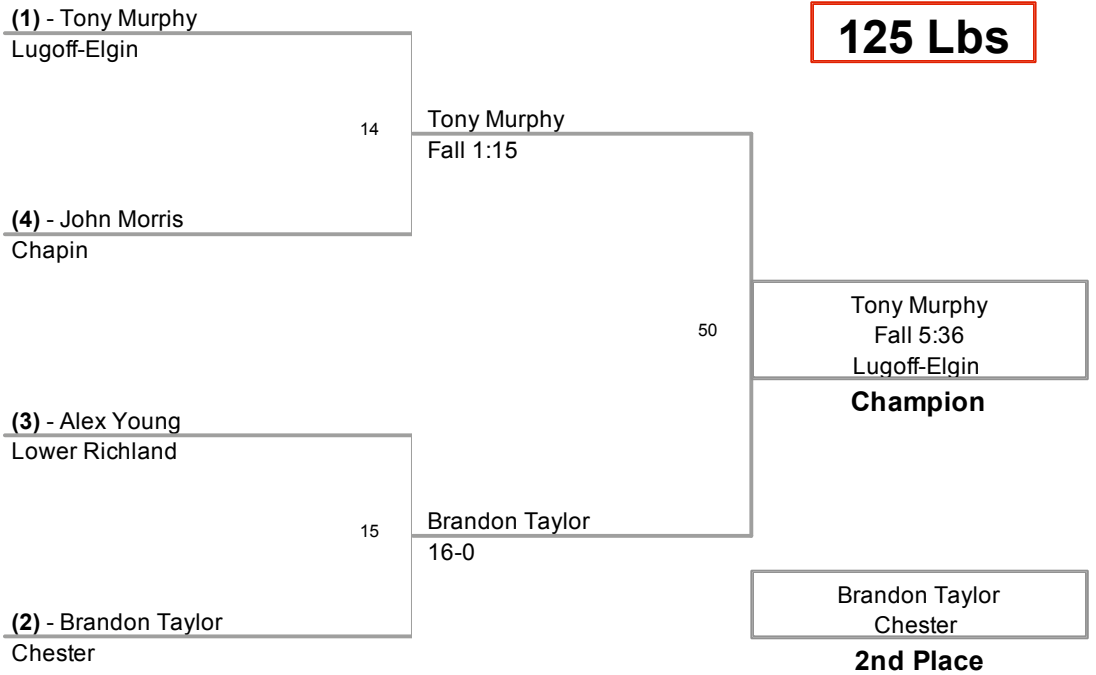 (1) - Tony Murphy
Lugoff-Elgin
125 Lbs
14
Tony Murphy
Fall 1:15
(4) - John Morris
Chapin
50
Tony Murphy
Fall 5:36
Lugoff-Elgin
Champion
(3) - Alex Young
Lower Richland
15
Brandon Taylor
16-0
(2) - Brandon Taylor
Chester
Brandon Taylor
Chester
2nd Place